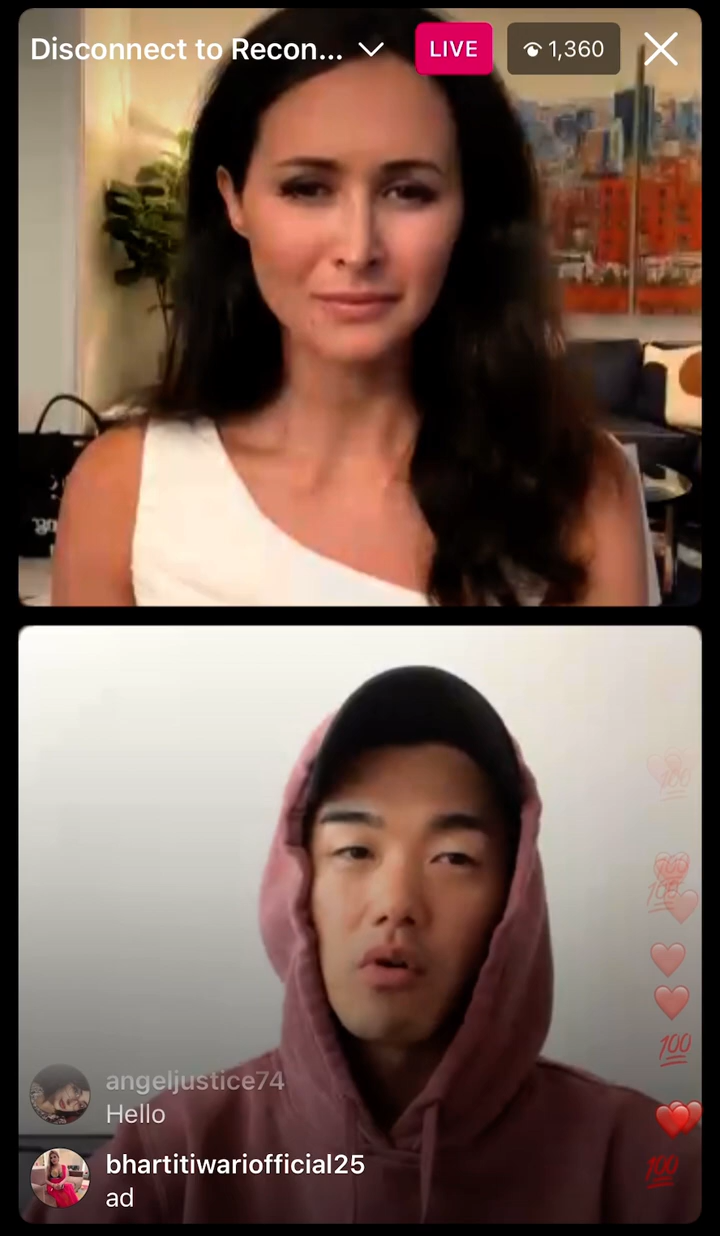 Disconnect to Recon...
LIVE
1,360
💯
💯
💯
💯
💯
angeljustice74
Hello
bhartitiwariofficial25
ad